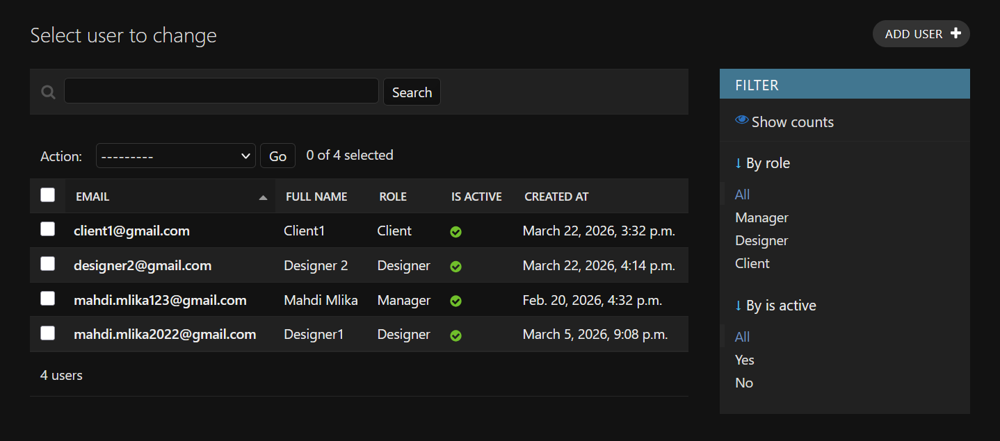 Select user to change
ADD USER
Search
Action: --------- Go 0 of 4 selected
EMAIL FULL NAME ROLE IS ACTIVE CREATED AT
client1@gmail.com Client1 Client March 22, 2026, 3:32 p.m.
designer2@gmail.com Designer 2 Designer March 22, 2026, 4:14 p.m.
mahdi.mlika123@gmail.com Mahdi Mlika Manager Feb. 20, 2026, 4:32 p.m.
mahdi.mlika2022@gmail.com Designer1 Designer March 5, 2026, 9:08 p.m.
4 users
FILTER
Show counts
↓ By role
All
Manager
Designer
Client
↓ By is active
All
Yes
No